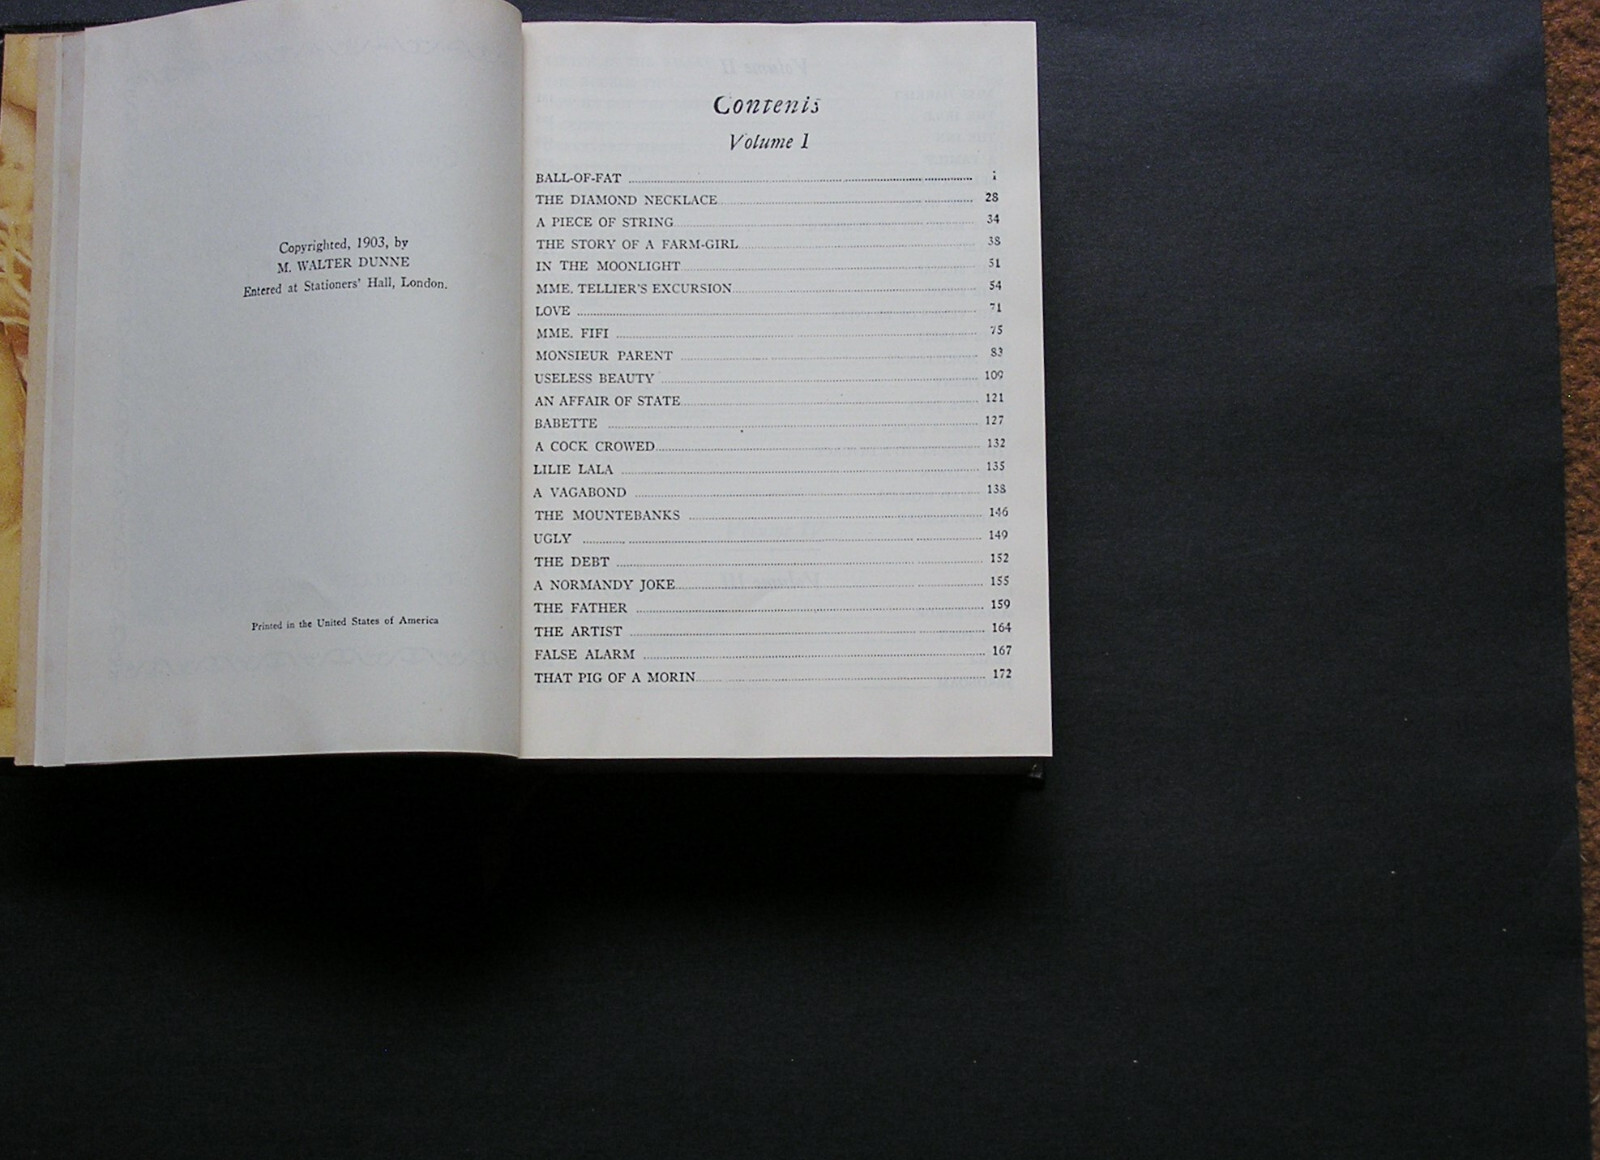 Copyrighted, 1903, by
M. WALTER DUNNE
Entered at Stationers' Hall, London.
Printed in the United States of America
Contents
Volume I
BALL-OF-FAT 1
THE DIAMOND NECKLACE 28
A PIECE OF STRING 34
THE STORY OF A FARM-GIRL 38
IN THE MOONLIGHT 51
MME. TELLIER'S EXCURSION 54
LOVE 71
MME. FIFI 75
MONSIEUR PARENT 83
USELESS BEAUTY 109
AN AFFAIR OF STATE 121
BABETTE 127
A COCK CROWED 132
LILIE LALA 135
A VAGABOND 138
THE MOUNTEBANKS 146
UGLY 149
THE DEBT 152
A NORMANDY JOKE 155
THE FATHER 159
THE ARTIST 164
FALSE ALARM 167
THAT PIG OF A MORIN 172